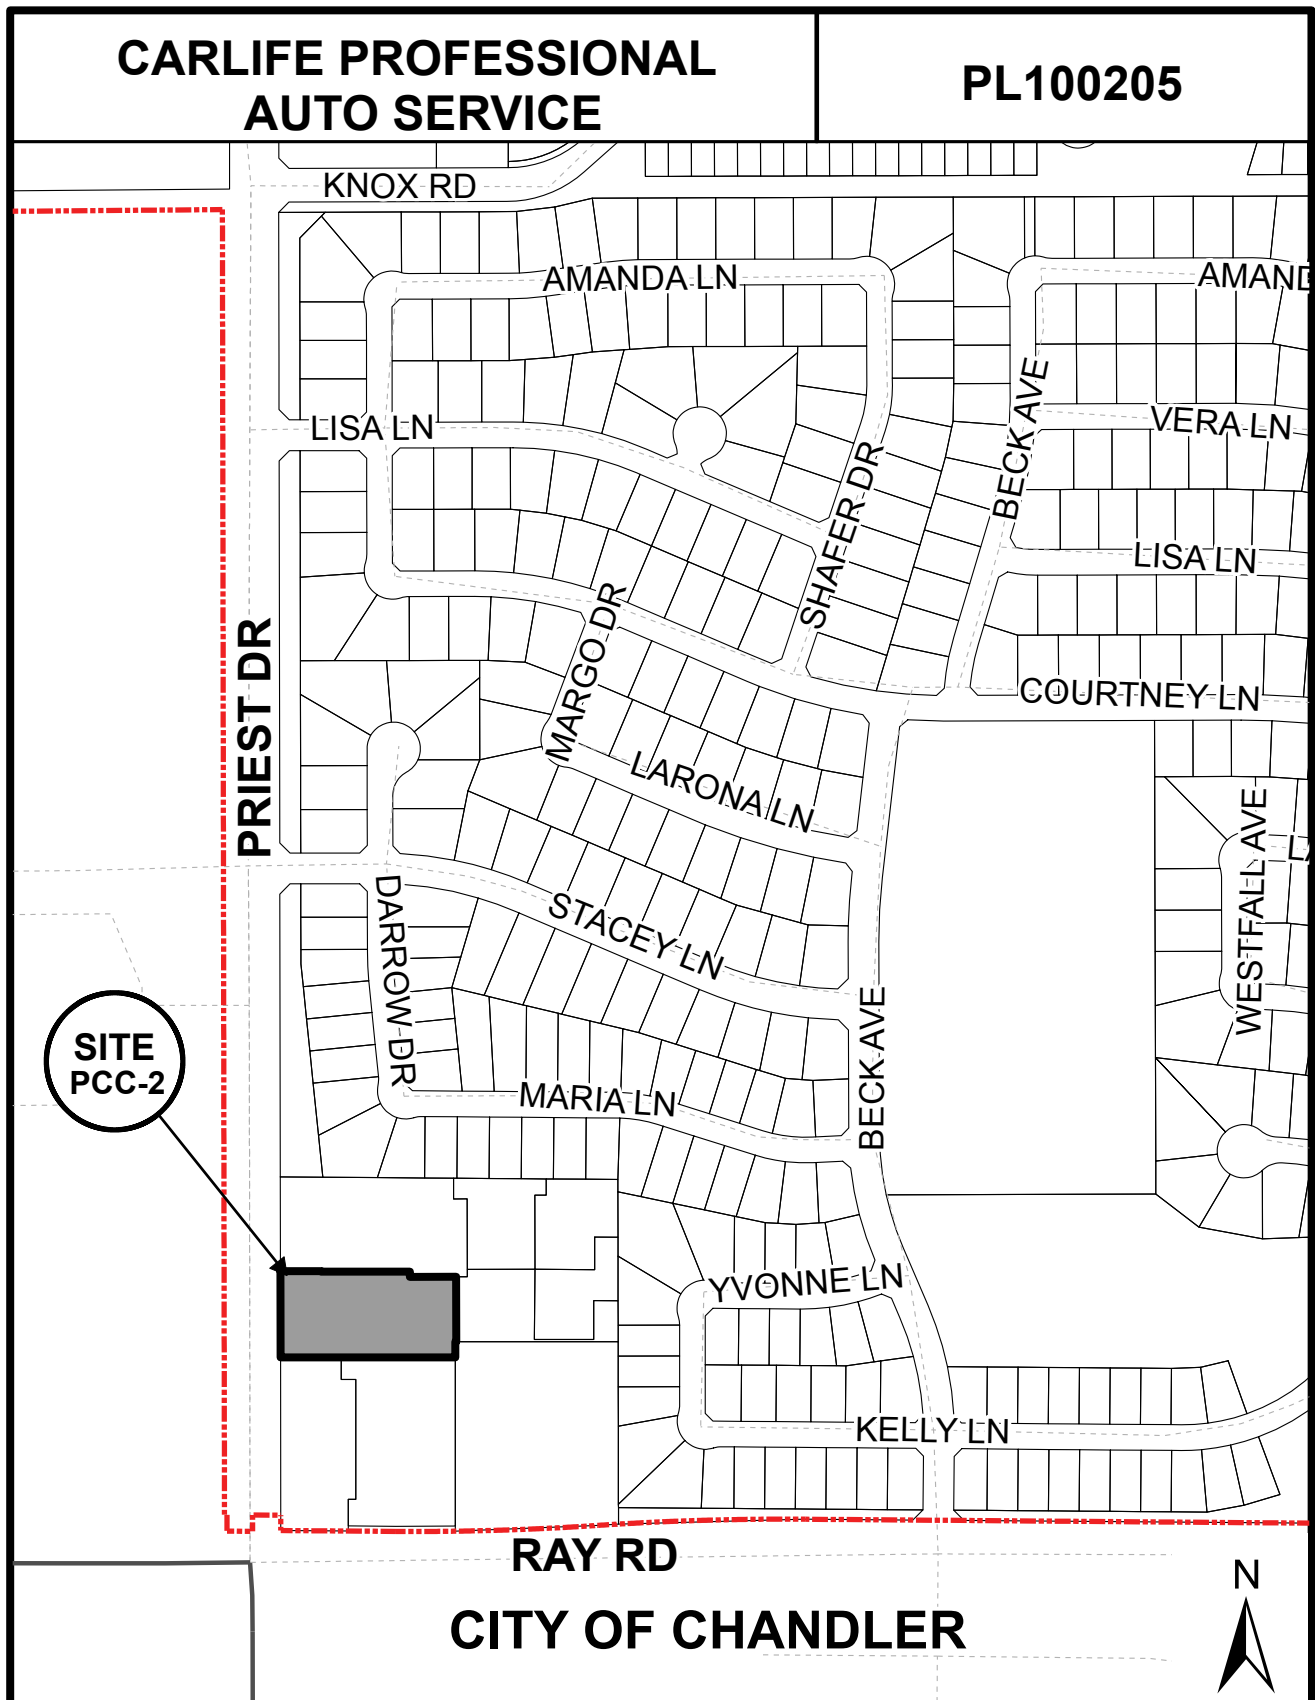 CARLIFE PROFESSIONAL
AUTO SERVICE
PL100205
KNOX RD
AMANDA LN
AMAND
LISA LN
BECK AVE
VERA LN
SHAFER DR
LISA LN
MARGO DR
PRIEST DR
COURTNEY LN
LARONA LN
WESTFALL AVE
LA
DARROW DR
STACEY LN
SITE
PCC-2
BECK AVE
MARIA LN
YVONNE LN
KELLY LN
RAY RD
CITY OF CHANDLER
N